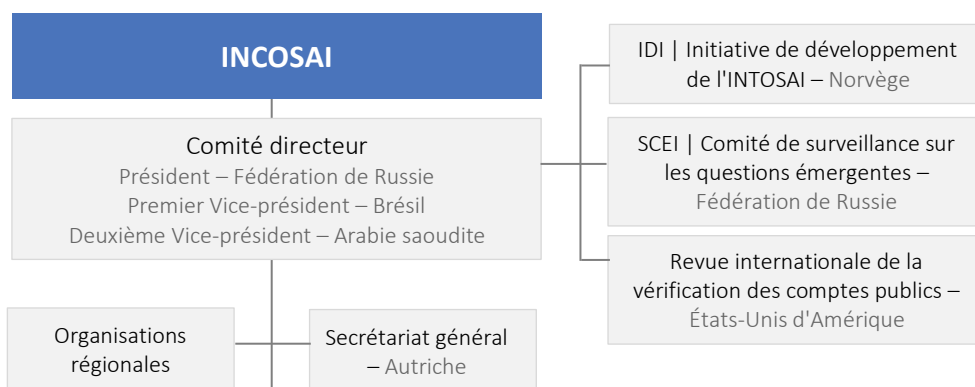 INCOSAI
Comité directeur
Président – Fédération de Russie
Premier Vice-président – Brésil
Deuxième Vice-président – Arabie saoudite
IDI | Initiative de développement
de l'INTOSAI – Norvège
SCEI | Comité de surveillance sur
les questions émergentes –
Fédération de Russie
Revue internationale de la
vérification des comptes publics –
États-Unis d'Amérique
Organisations
régionales
Secrétariat général
– Autriche